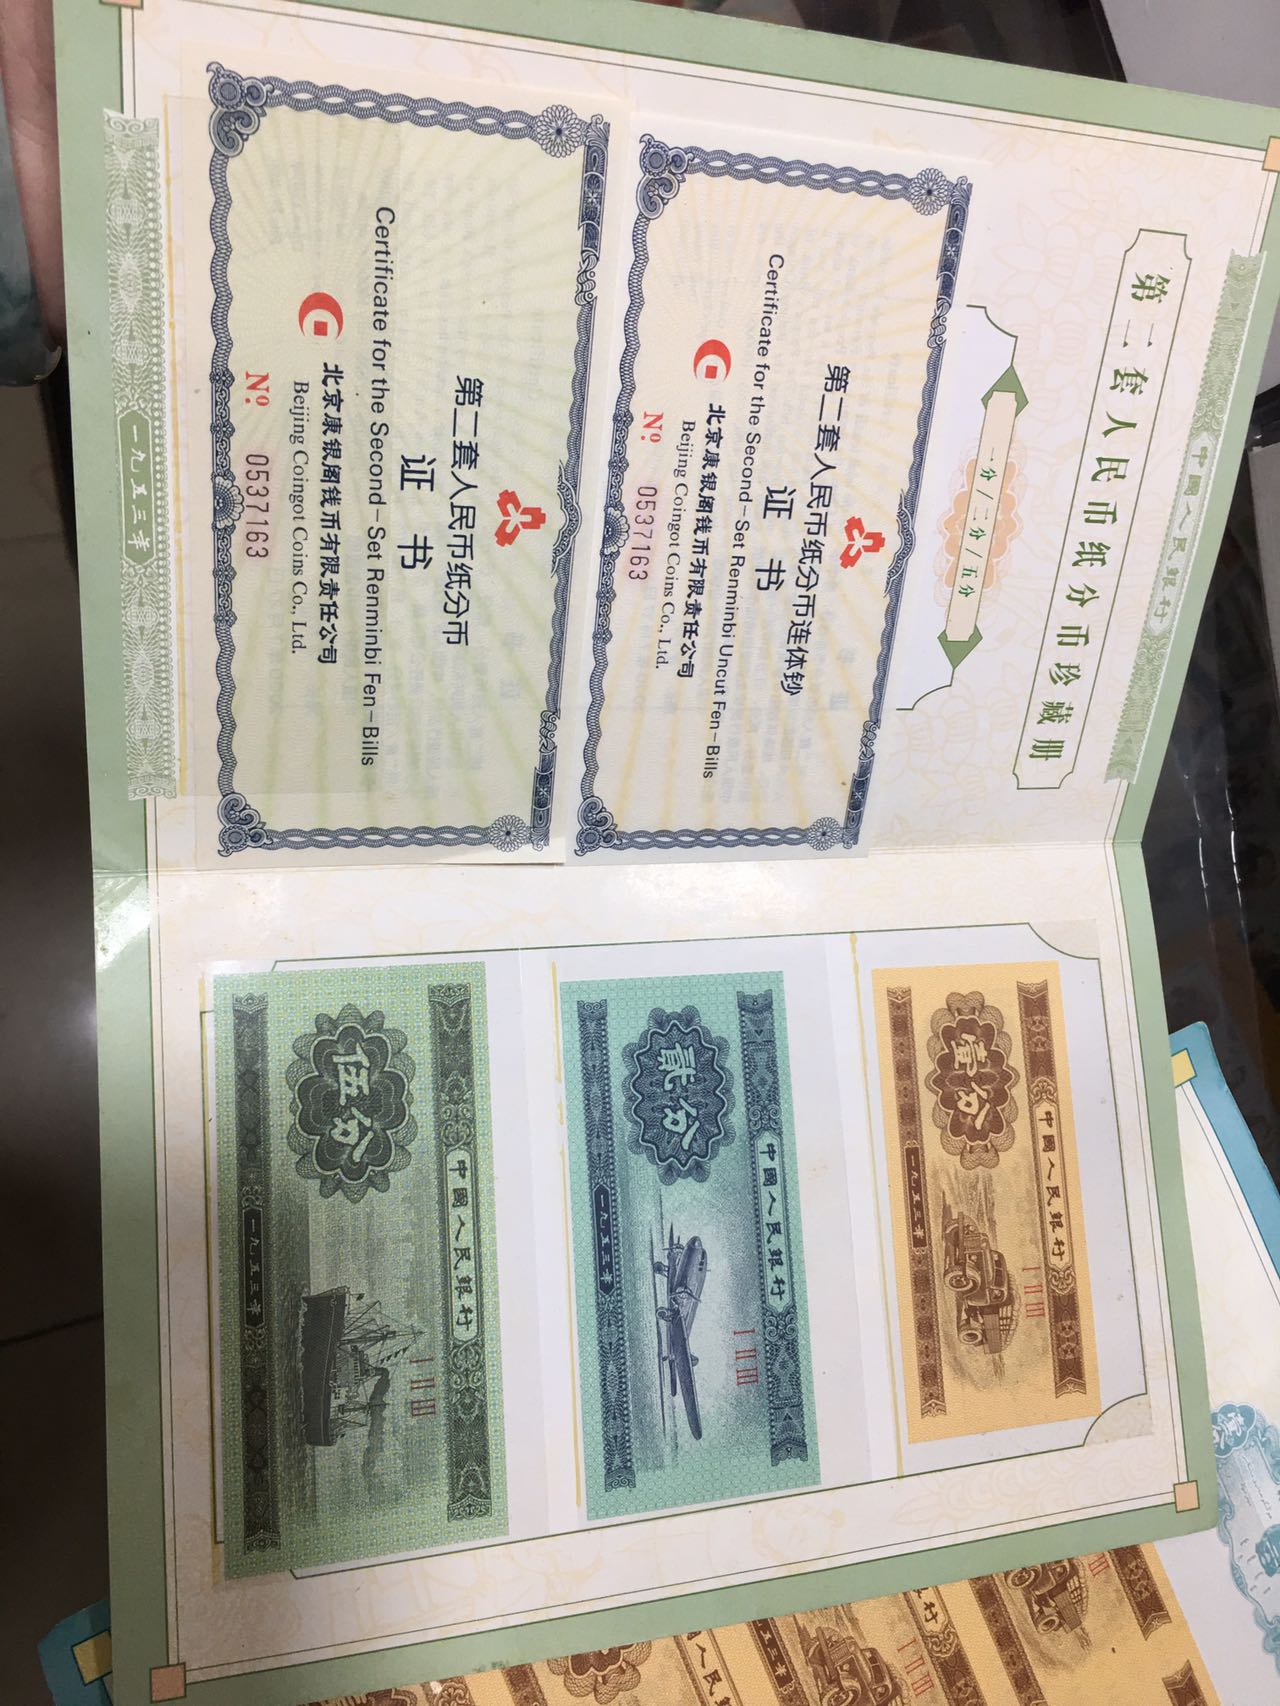 中國人民銀行
第二套人民币纸分币珍藏册
一分/二分/五分
第二套人民币纸分币连体钞
证书
Certificate for the Second-Set Renminbi Uncut Fen-Bills
北京康银阁钱币有限责任公司
Beijing Coingot Coins Co., Ltd.
Nº 0537163
第二套人民币纸分币
证书
Certificate for the Second-Set Renminbi Fen-Bills
北京康银阁钱币有限责任公司
Beijing Coingot Coins Co., Ltd.
Nº 0537163
一九五三年
中國人民銀行
壹分
I II III
一九五三年
中國人民銀行
貳分
I II III
一九五三年
中國人民銀行
伍分
I II III
一九五三年